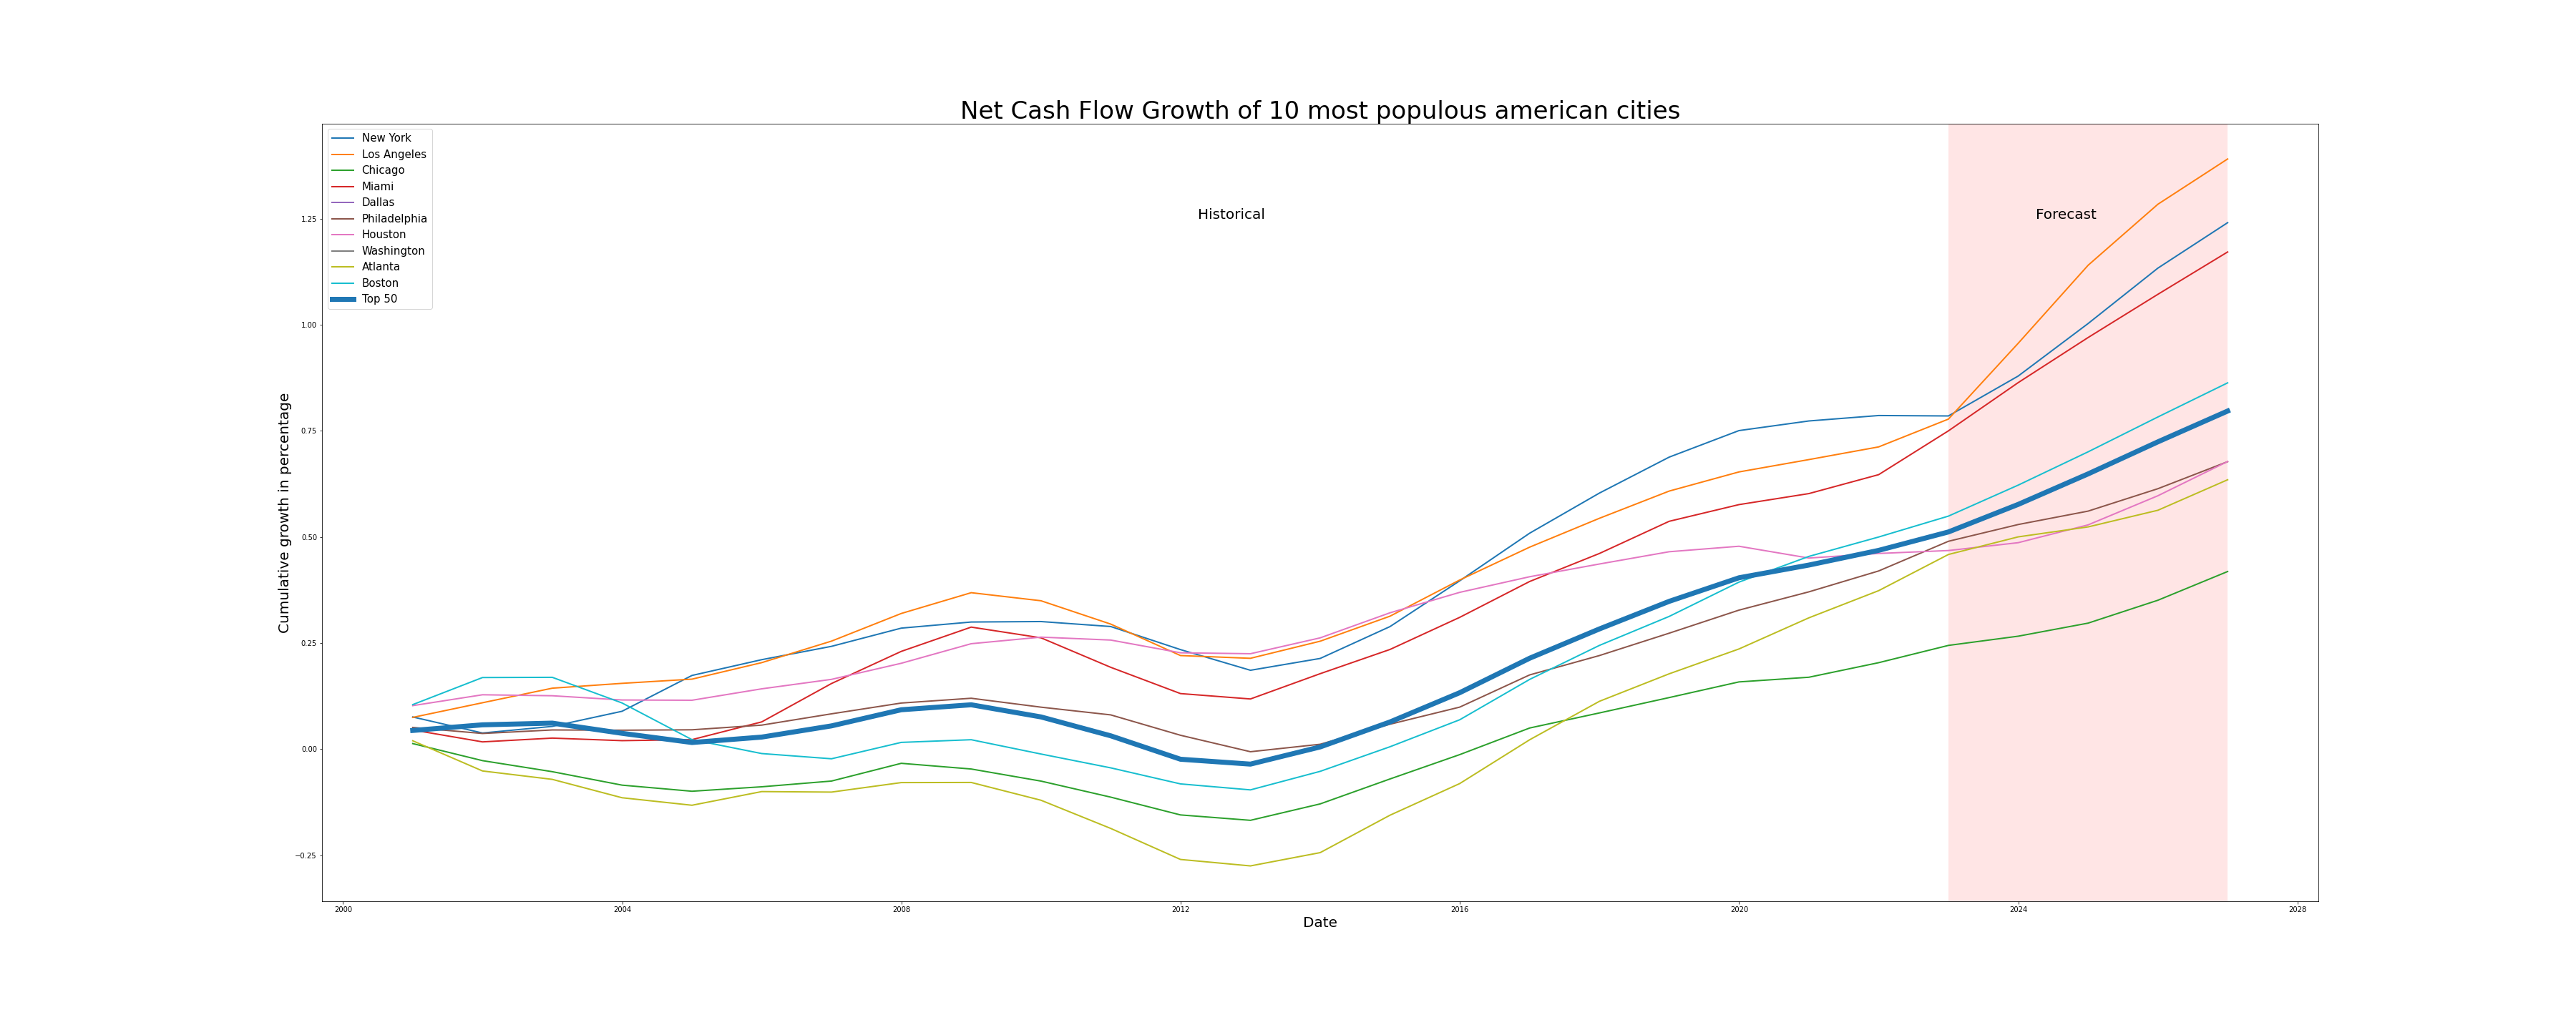 Net Cash Flow Growth of 10 most populous american cities
New York
Los Angeles
Chicago
Miami
Dallas
Philadelphia
Houston
Washington
Atlanta
Boston
Top 50
Historical
Forecast
Cumulative growth in percentage
1.25
1.00
0.75
0.50
0.25
0.00
−0.25
2000
2004
2008
2012
2016
2020
2024
2028
Date